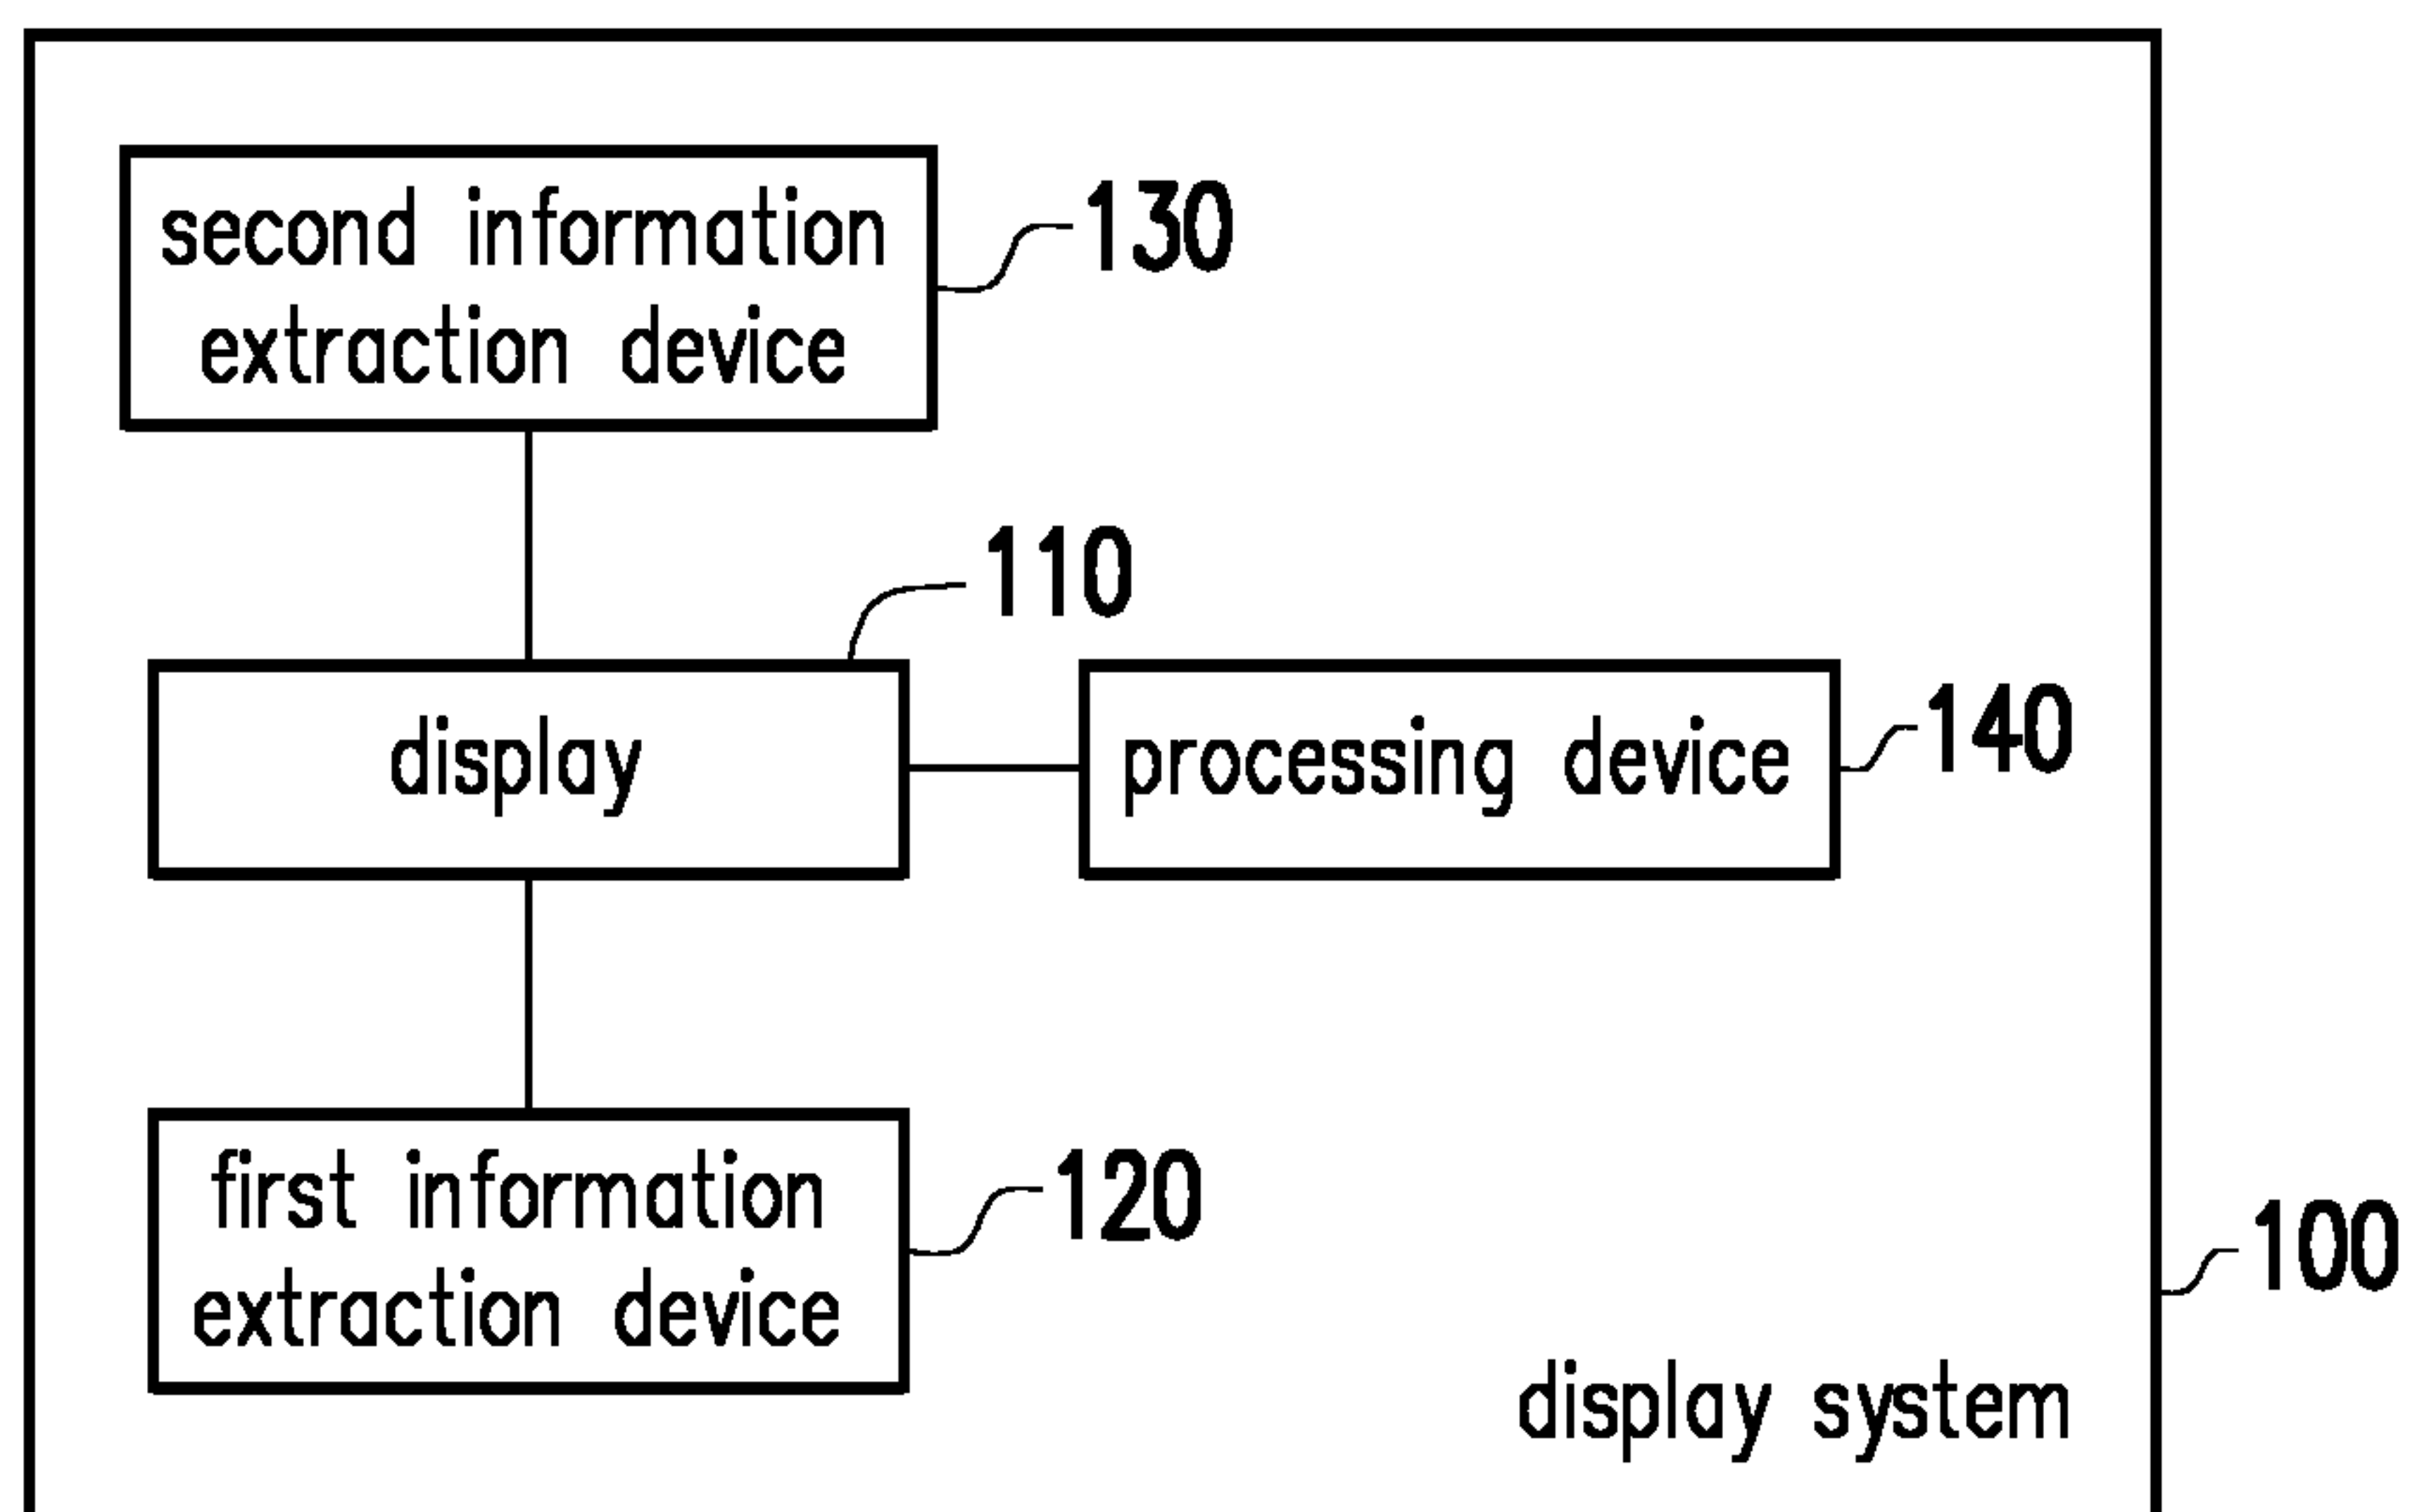 second information
extraction device
130
110
display
processing device
140
first information
extraction device
120
100
display system